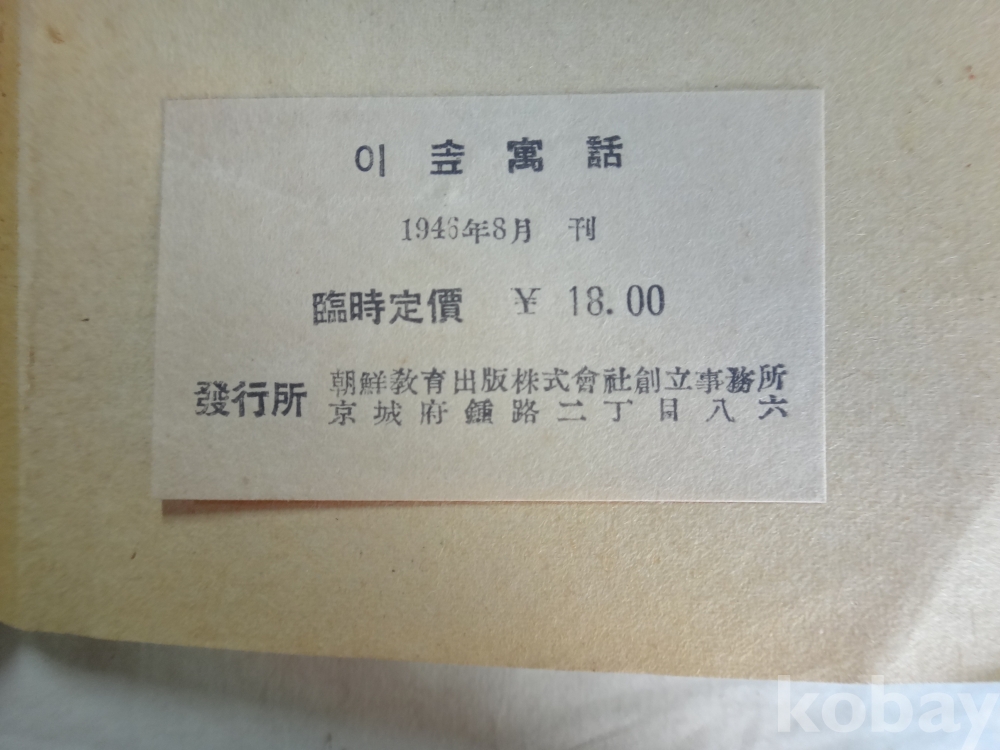 이솝寓話
1946年8月 刊
臨時定價 ¥ 18.00
發行所 朝鮮敎育出版株式會社創立事務所
京城府鍾路二丁目八六
kobay